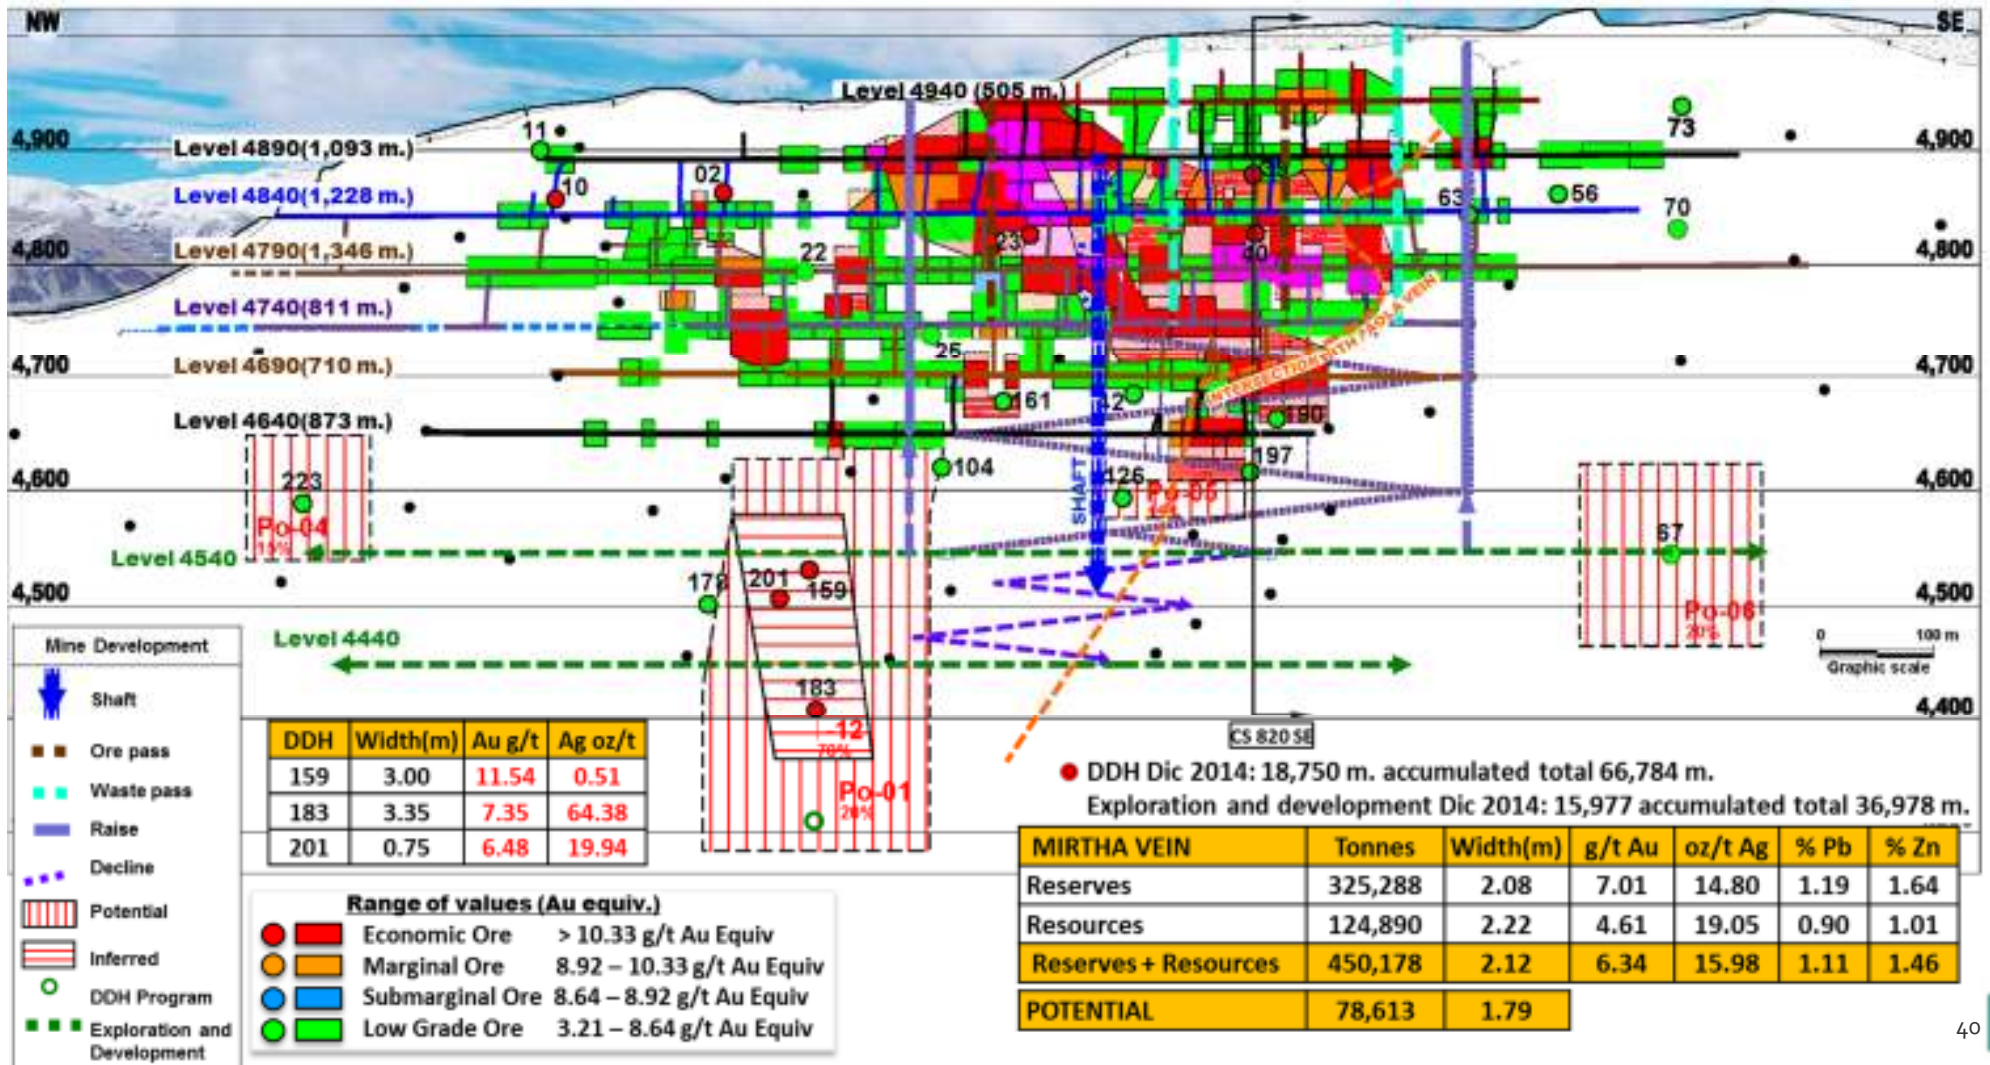 NW
SE
Level 4940 (505 m.)
4,900
Level 4890(1,093 m.)
11
73
4,900
Level 4840(1,228 m.)
10
02
63
56
70
4,800
Level 4790(1,346 m.)
22
23
40
4,800
Level 4740(811 m.)
INTERSECTION WITH PAOLA VEIN
25
4,700
Level 4690(710 m.)
4,700
161
42
190
Level 4640(873 m.)
104
126
197
SHAFT
4,600
223
Po-04
15%
Po-05
4,600
67
Level 4540
178
201
159
4,500
Po-06
20%
4,500
Level 4440
0 100 m
Graphic scale
183
-12
70%
4,400
CS 820 SE
Po-01
20%
Mine Development
Shaft
Ore pass
Waste pass
Raise
Decline
Potential
Inferred
DDH Program
Exploration and
Development
DDH Width(m) Au g/t Ag oz/t
159 3.00 11.54 0.51
183 3.35 7.35 64.38
201 0.75 6.48 19.94
Range of values (Au equiv.)
Economic Ore > 10.33 g/t Au Equiv
Marginal Ore 8.92 – 10.33 g/t Au Equiv
Submarginal Ore 8.64 – 8.92 g/t Au Equiv
Low Grade Ore 3.21 – 8.64 g/t Au Equiv
DDH Dic 2014: 18,750 m. accumulated total 66,784 m.
Exploration and development Dic 2014: 15,977 accumulated total 36,978 m.
MIRTHA VEIN Tonnes Width(m) g/t Au oz/t Ag % Pb % Zn
Reserves 325,288 2.08 7.01 14.80 1.19 1.64
Resources 124,890 2.22 4.61 19.05 0.90 1.01
Reserves + Resources 450,178 2.12 6.34 15.98 1.11 1.46
POTENTIAL 78,613 1.79
40